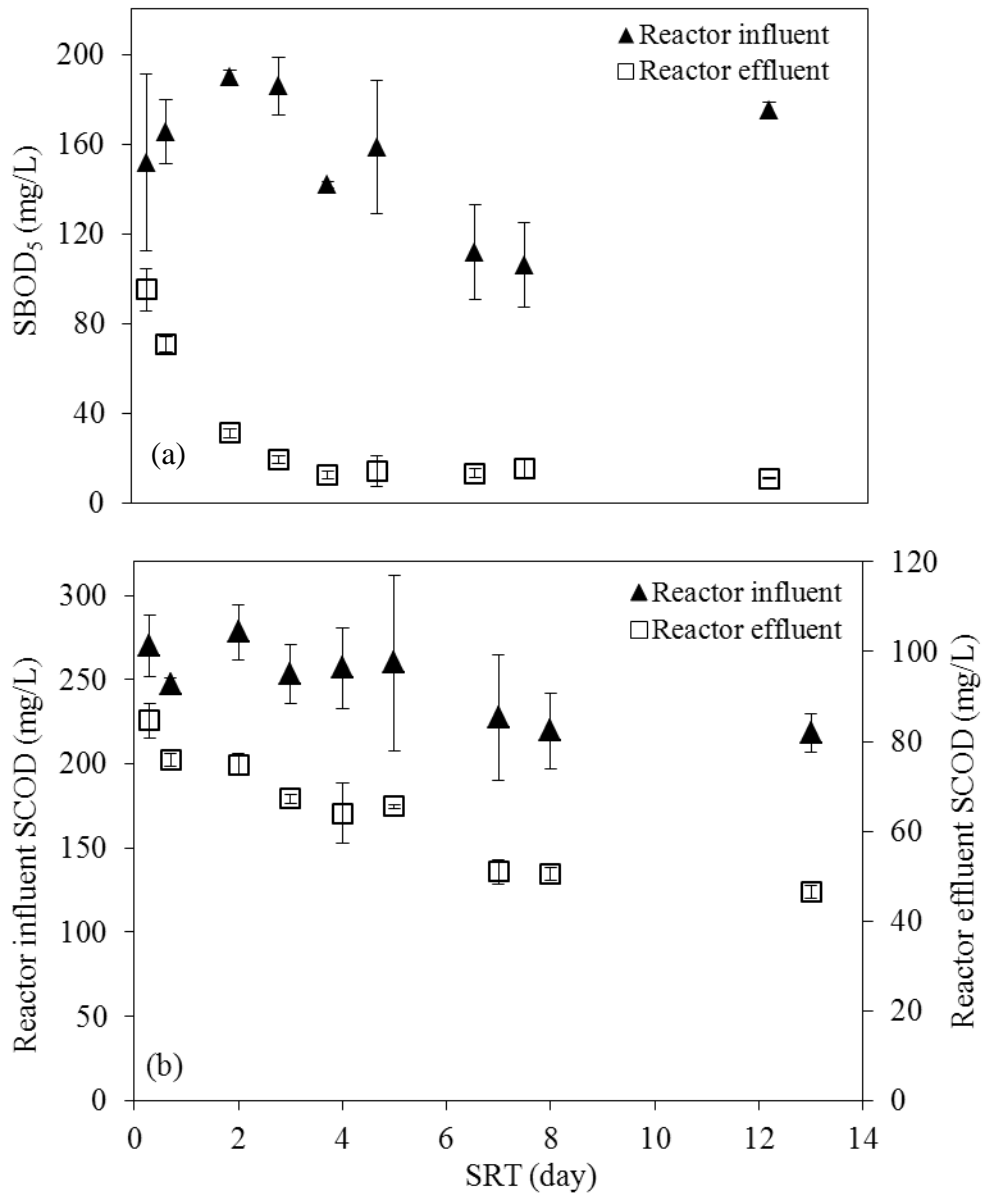 ▲ Reactor influent
□ Reactor effluent
SBOD₅ (mg/L)
200
160
120
80
40
0
(a)
▲ Reactor influent
□ Reactor effluent
Reactor influent SCOD (mg/L)
300
250
200
150
100
50
0
(b)
Reactor effluent SCOD (mg/L)
120
100
80
60
40
20
0
0 2 4 6 8 10 12 14
SRT (day)